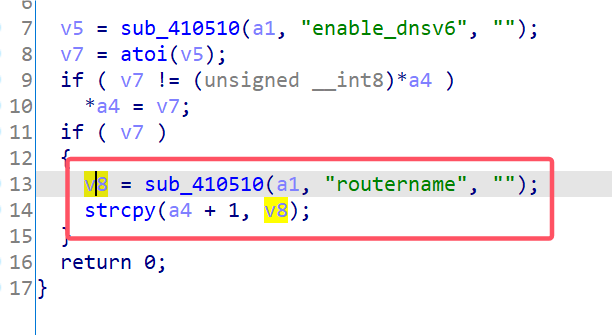 6
7 v5 = sub_410510(a1, "enable_dnsv6", "");
8 v7 = atoi(v5);
9 if ( v7 != (unsigned __int8)*a4 )
10 *a4 = v7;
11 if ( v7 )
12 {
13 v8 = sub_410510(a1, "routername", "");
14 strcpy(a4 + 1, v8);
15 }
16 return 0;
17 }